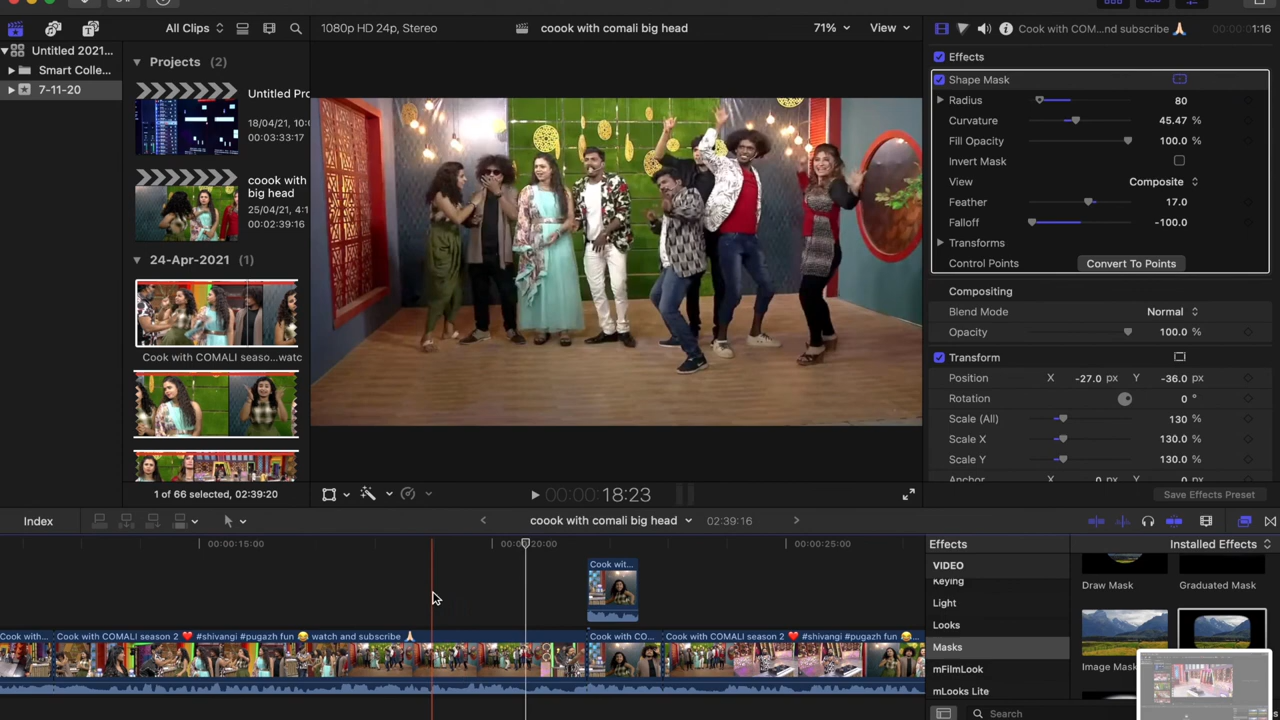 All Clips
1080p HD 24p, Stereo
coook with comali big head
71%
View
Cook with COM...nd subscribe 🙏
00:00:01:16
Untitled 2021...
Smart Colle...
7-11-20
Projects (2)
Untitled Pro
18/04/21, 10:
00:03:33:17
coook with
big head
25/04/21, 4:1
00:02:39:16
24-Apr-2021 (1)
Cook with COMALI seaso...watc
1 of 66 selected, 02:39:20
00:00:18:23
Effects
Shape Mask
Radius 80
Curvature 45.47 %
Fill Opacity 100.0 %
Invert Mask
View Composite
Feather 17.0
Falloff -100.0
Transforms
Control Points Convert To Points
Compositing
Blend Mode Normal
Opacity 100.0 %
Transform
Position X -27.0 px Y -36.0 px
Rotation 0 °
Scale (All) 130 %
Scale X 130.0 %
Scale Y 130.0 %
Anchor X 0 px Y 0 px
Save Effects Preset
Index
coook with comali big head
02:39:16
00:00:15:00
00:00:20:00
00:00:25:00
Cook wit...
Cook with...
Cook with COMALI season 2 ❤️ #shivangi #pugazh fun 😂 watch and subscribe 🙏
Cook with CO...
Cook with COMALI season 2 ❤️ #shivangi #pugazh fun 😂...
Effects
Installed Effects
VIDEO
Keying
Light
Looks
Masks
mFilmLook
mLooks Lite
Draw Mask
Graduated Mask
Image Mask
Search